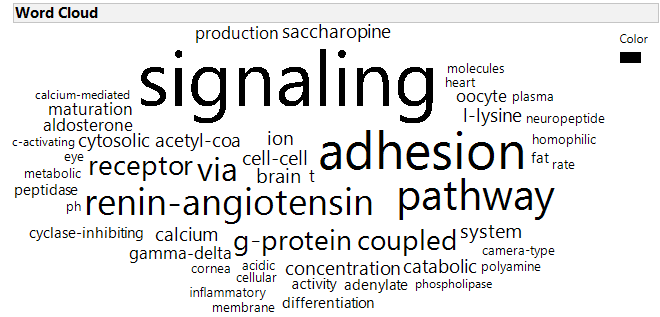 Word Cloud
production saccharopine
Color
signaling
molecules
heart
calcium-mediated
oocyte plasma
maturation
l-lysine neuropeptide
aldosterone
c-activating cytosolic acetyl-coa ion
adhesion
homophilic
eye
receptor via cell-cell
fat rate
metabolic
brain t
peptidase
pathway
ph renin-angiotensin
cyclase-inhibiting calcium
g-protein coupled system
gamma-delta
camera-type
cornea acidic concentration catabolic polyamine
cellular
activity adenylate phospholipase
inflammatory
membrane differentiation